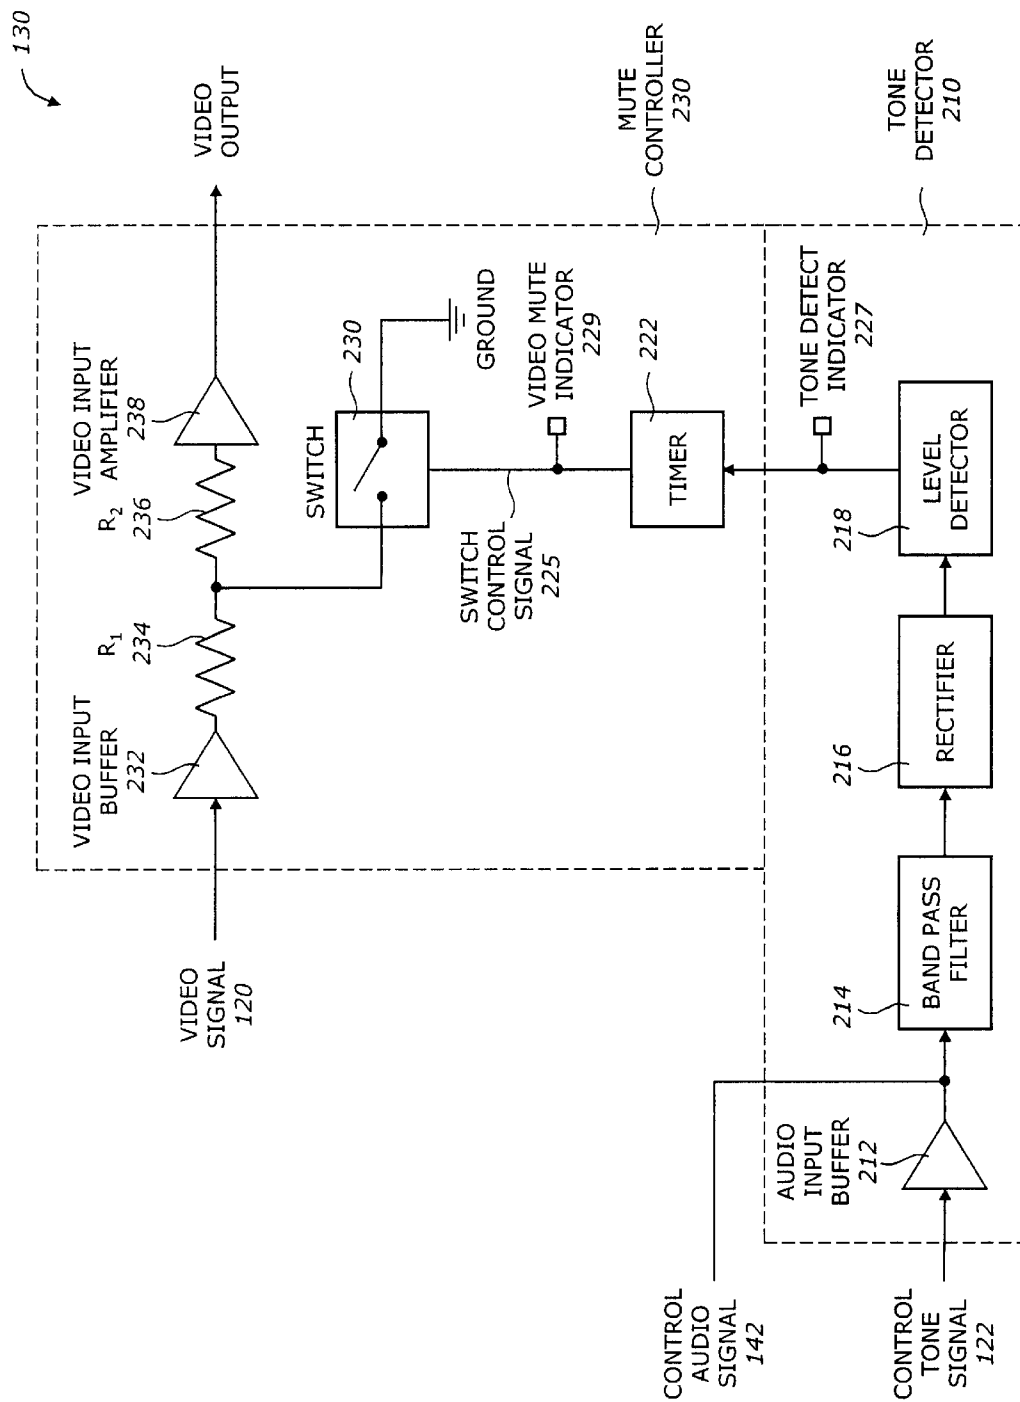 130
VIDEO
OUTPUT
VIDEO INPUT
AMPLIFIER
238
R2
236
R1
234
VIDEO INPUT
BUFFER
232
VIDEO
SIGNAL
120
SWITCH
230
GROUND
SWITCH
CONTROL
SIGNAL
225
VIDEO MUTE
INDICATOR
229
TIMER
222
MUTE
CONTROLLER
230
TONE
DETECTOR
210
TONE DETECT
INDICATOR
227
LEVEL
DETECTOR
218
RECTIFIER
216
BAND PASS
FILTER
214
AUDIO
INPUT
BUFFER
212
CONTROL
AUDIO
SIGNAL
142
CONTROL
TONE
SIGNAL
122